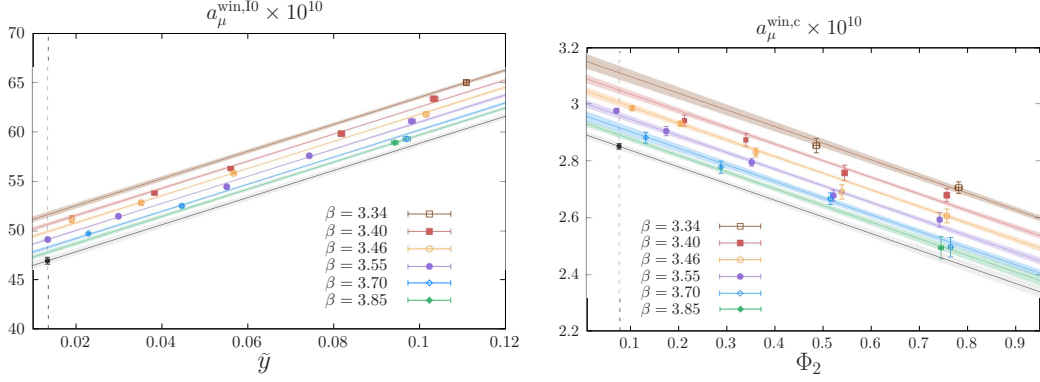 a_μ^{win,I0} × 10^{10}
70
65
60
55
50
45
40
β = 3.34
β = 3.40
β = 3.46
β = 3.55
β = 3.70
β = 3.85
0.02 0.04 0.06 0.08 0.1 0.12
ỹ
a_μ^{win,c} × 10^{10}
3.2
3
2.8
2.6
2.4
2.2
β = 3.34
β = 3.40
β = 3.46
β = 3.55
β = 3.70
β = 3.85
0.1 0.2 0.3 0.4 0.5 0.6 0.7 0.8 0.9
Φ₂